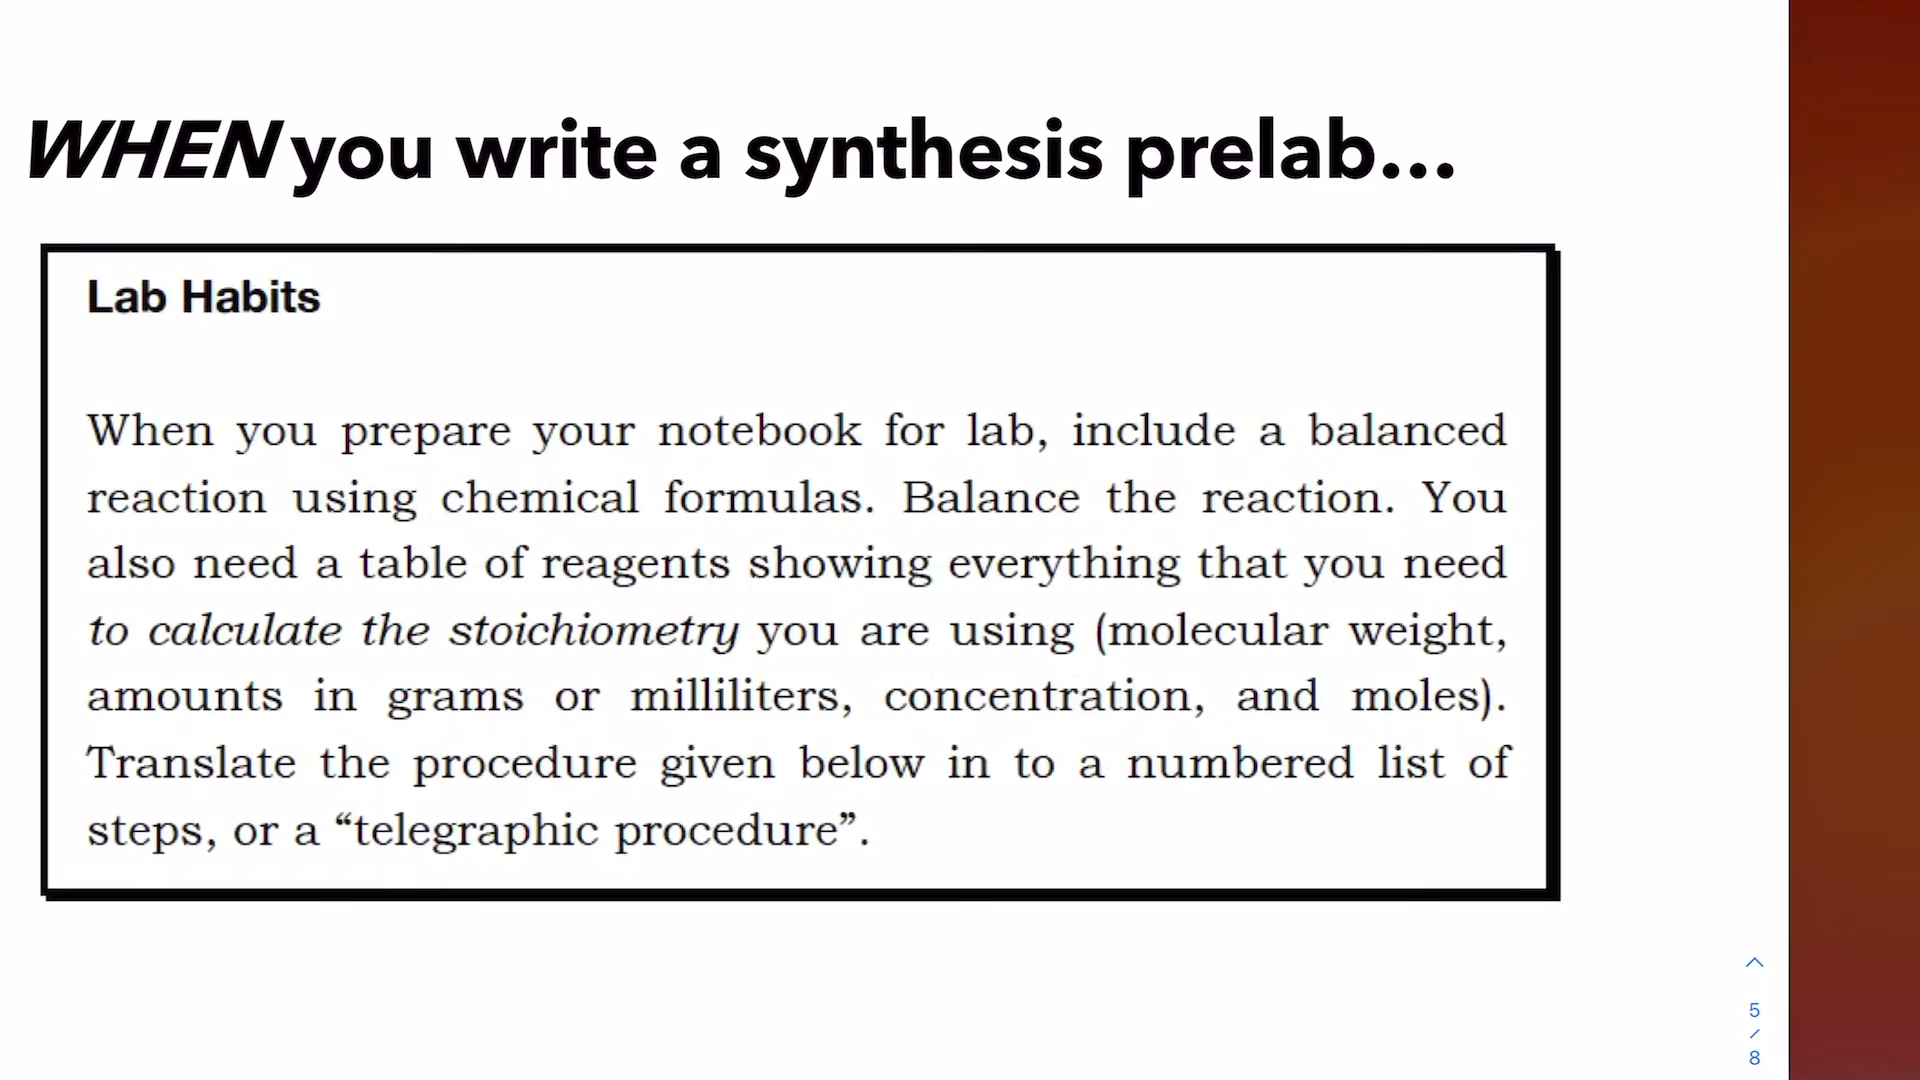 WHEN you write a synthesis prelab...
Lab Habits
When you prepare your notebook for lab, include a balanced
reaction using chemical formulas. Balance the reaction. You
also need a table of reagents showing everything that you need
to calculate the stoichiometry you are using (molecular weight,
amounts in grams or milliliters, concentration, and moles).
Translate the procedure given below in to a numbered list of
steps, or a “telegraphic procedure”.
5
/
8